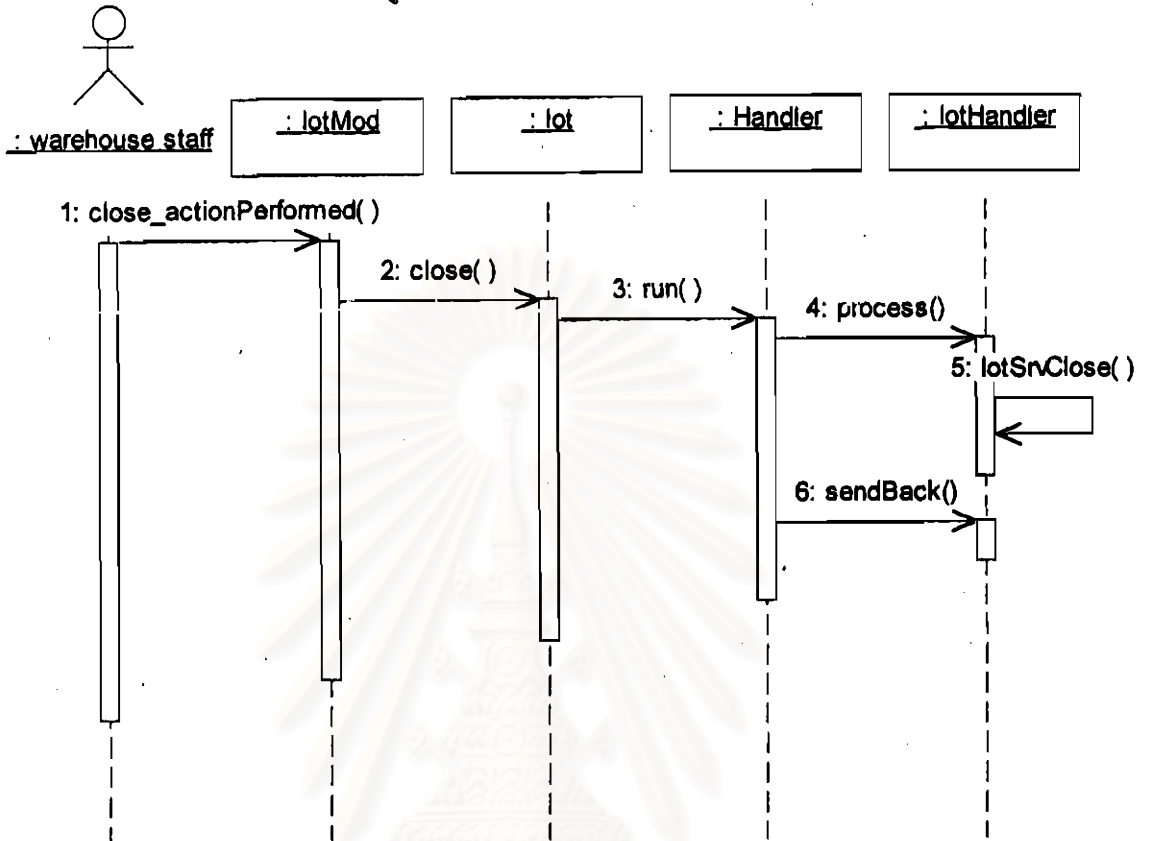 : warehouse staff
: lotMod
: lot
: Handler
: lotHandler
1: close_actionPerformed( )
2: close( )
3: run( )
4: process()
5: lotSrvClose( )
6: sendBack()